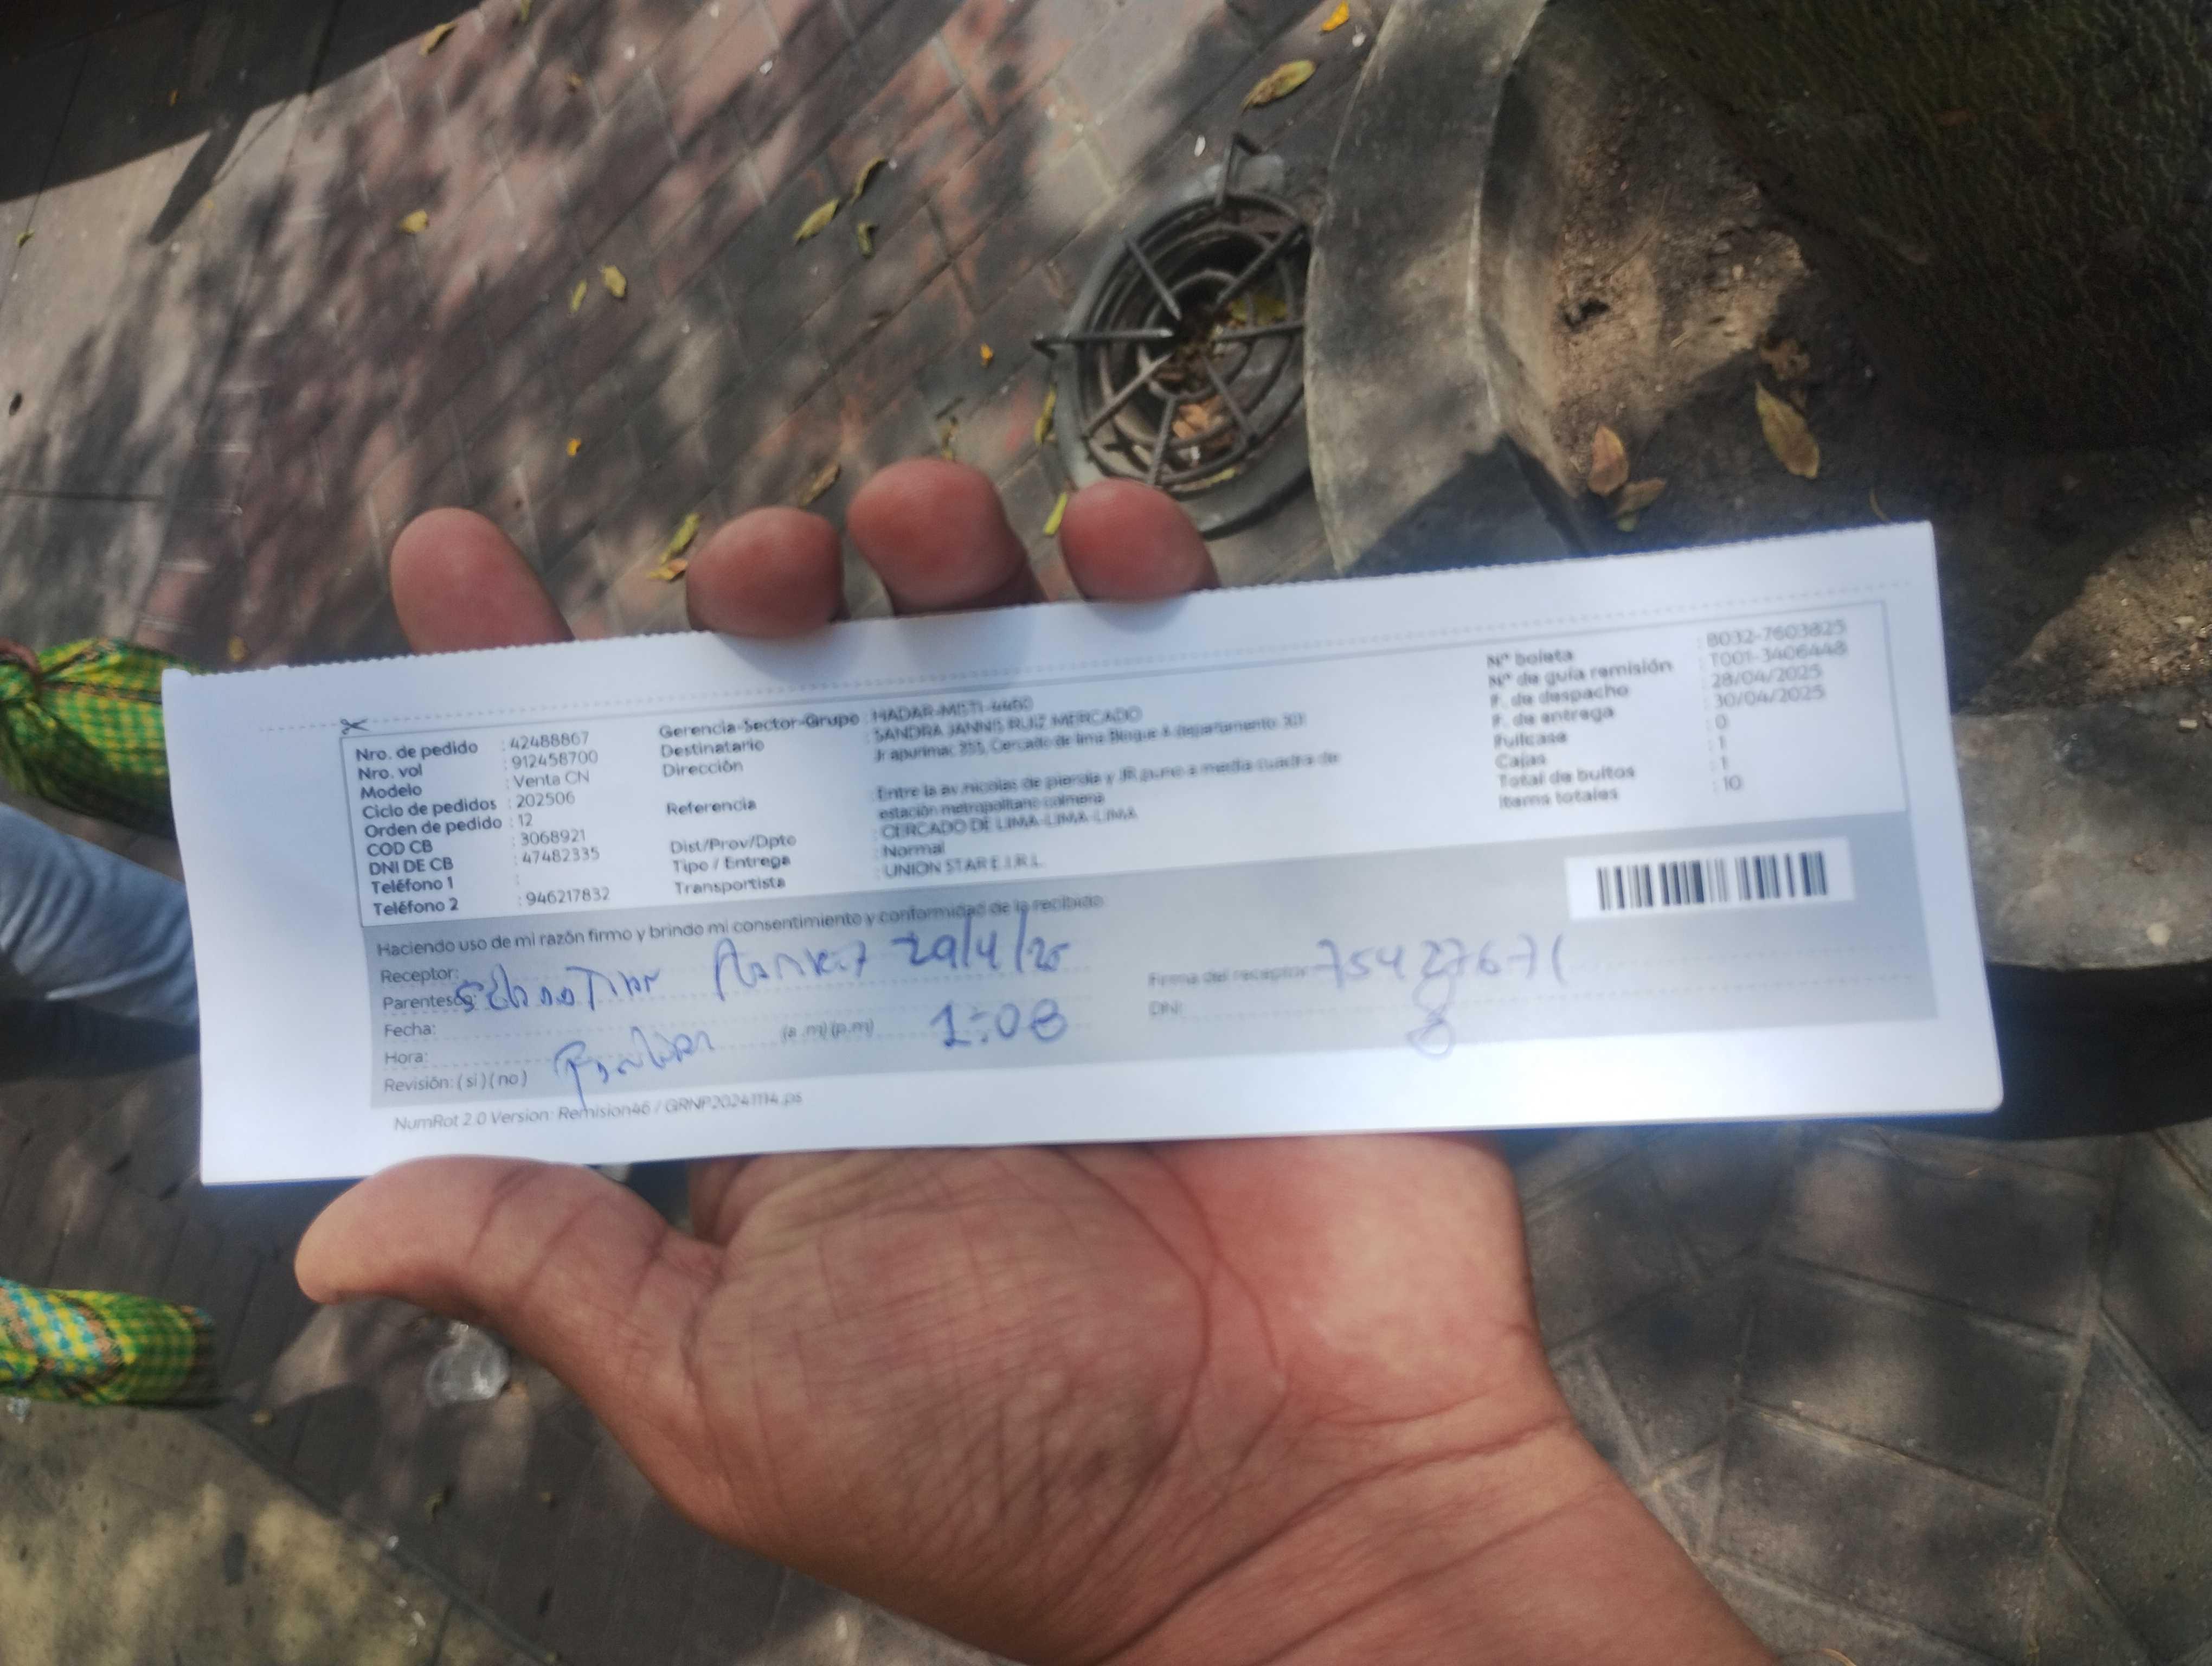 Nro. de pedido : 42488867
Nro. vol : 912458700
Modelo : Venta CN
Ciclo de pedidos : 202506
Orden de pedido : 12
COD CB : 3068921
DNI DE CB : 47482335
Teléfono 1 :
Teléfono 2 : 946217832
Gerencia-Sector-Grupo : HADAR-MISTI-4460
Destinatario : SANDRA JANNIS RUIZ MERCADO
Dirección : Jr apurimac 355, Cercado de lima Bloque A departamento
Referencia : Entre la av.nicolas de pierola y JR.puno a media cuadra de
estación metropolitano colmena
Dist/Prov/Dpto : CERCADO DE LIMA-LIMA-LIMA
Tipo / Entrega : Normal
Transportista : UNION STAR E.I.R.L.
N° boleta : B032-7603825
N° de guía remisión : T001-3406448
F. de despacho : 28/04/2025
F. de entrega : 30/04/2025
Fullcase : 0
Cajas : 1
Total de bultos : 1
Items totales : 10
Haciendo uso de mi razón firmo y brindo mi consentimiento y conformidad de lo recibido
Receptor:
Parentesco:
29/4/25
Fecha:
Hora: (a.m)(p.m) 1:08
Revisión: (si)(no)
Firma del receptor: 75427671
DNI: 8
NumRot 2.0 Version: Remision46 / GRNP20241114.ps